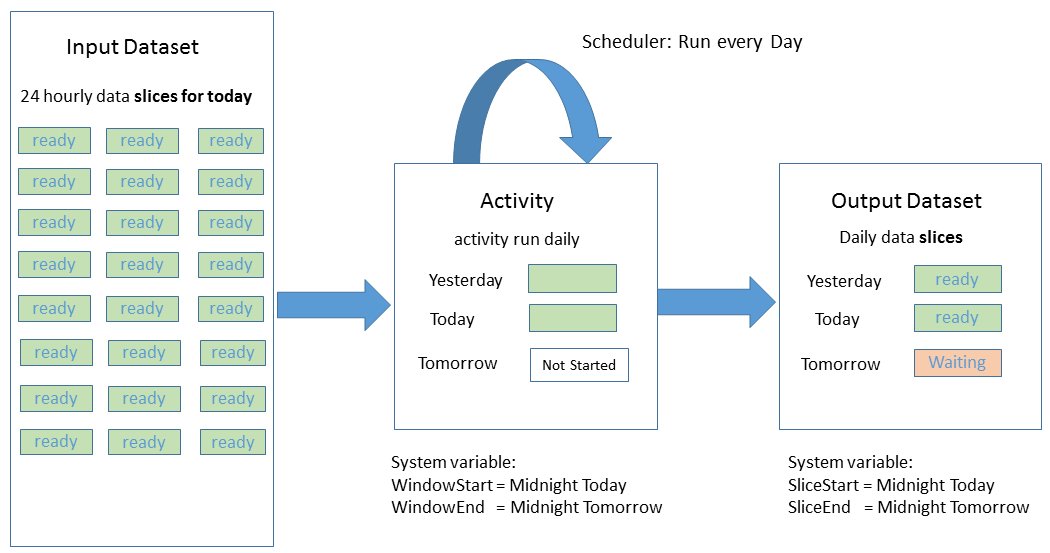 Input Dataset
24 hourly data slices for today
ready ready ready
ready ready ready
ready ready ready
ready ready ready
ready ready ready
ready ready ready
ready ready ready
ready ready ready
Scheduler: Run every Day
Activity
activity run daily
Yesterday
Today
Tomorrow Not Started
System variable:
WindowStart = Midnight Today
WindowEnd = Midnight Tomorrow
Output Dataset
Daily data slices
Yesterday ready
Today ready
Tomorrow Waiting
System variable:
SliceStart = Midnight Today
SliceEnd = Midnight Tomorrow